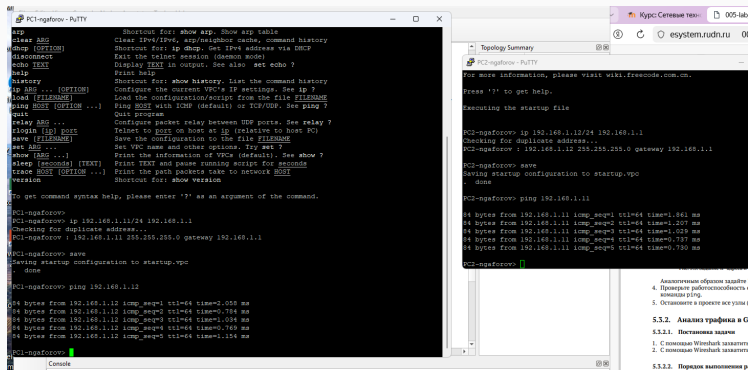 PC1-ngaforov - PuTTY
arp Shortcut for: show arp. Show arp table
clear ARG Clear IPv4/IPv6, arp/neighbor cache, command history
dhcp [OPTION] Shortcut for: ip dhcp. Get IPv4 address via DHCP
disconnect Exit the telnet session (daemon mode)
echo TEXT Display TEXT in output. See also set echo ?
help Print help
history Shortcut for: show history. List the command history
ip ARG ... [OPTION] Configure the current VPC's IP settings. See ip ?
load [FILENAME] Load the configuration/script from the file FILENAME
ping HOST [OPTION ...] Ping HOST with ICMP (default) or TCP/UDP. See ping ?
quit Quit program
relay ARG ... Configure packet relay between UDP ports. See relay ?
rlogin [ip] port Telnet to port on host at ip (relative to host PC)
save [FILENAME] Save the configuration to the file FILENAME
set ARG ... Set VPC name and other options. Try set ?
show [ARG ...] Print the information of VPCs (default). See show ?
sleep [seconds] [TEXT] Print TEXT and pause running script for seconds
trace HOST [OPTION ...] Print the path packets take to network HOST
version Shortcut for: show version
To get command syntax help, please enter '?' as an argument of the command.
PC1-ngaforov>
PC1-ngaforov> ip 192.168.1.11/24 192.168.1.1
Checking for duplicate address...
PC1-ngaforov : 192.168.1.11 255.255.255.0 gateway 192.168.1.1
PC1-ngaforov> save
Saving startup configuration to startup.vpc
. done
PC1-ngaforov> ping 192.168.1.12
84 bytes from 192.168.1.12 icmp_seq=1 ttl=64 time=2.058 ms
84 bytes from 192.168.1.12 icmp_seq=2 ttl=64 time=0.784 ms
84 bytes from 192.168.1.12 icmp_seq=3 ttl=64 time=1.034 ms
84 bytes from 192.168.1.12 icmp_seq=4 ttl=64 time=0.769 ms
84 bytes from 192.168.1.12 icmp_seq=5 ttl=64 time=1.154 ms
PC1-ngaforov>
Console
Курс: Сетевые техн
005-lab
esystem.rudn.ru
Topology Summary
PC2-ngaforov - PuTTY
For more information, please visit wiki.freecode.com.cn.
Press '?' to get help.
Executing the startup file
PC2-ngaforov> ip 192.168.1.12/24 192.168.1.1
Checking for duplicate address...
PC2-ngaforov : 192.168.1.12 255.255.255.0 gateway 192.168.1.1
PC2-ngaforov> save
Saving startup configuration to startup.vpc
. done
PC2-ngaforov> ping 192.168.1.11
84 bytes from 192.168.1.11 icmp_seq=1 ttl=64 time=1.861 ms
84 bytes from 192.168.1.11 icmp_seq=2 ttl=64 time=1.207 ms
84 bytes from 192.168.1.11 icmp_seq=3 ttl=64 time=1.029 ms
84 bytes from 192.168.1.11 icmp_seq=4 ttl=64 time=0.737 ms
84 bytes from 192.168.1.11 icmp_seq=5 ttl=64 time=0.730 ms
PC2-ngaforov>
Аналогичным образом задайте
4. Проверьте работоспособность
команды ping.
5. Остановите в проекте все узлы
5.3.2. Анализ трафика в G
5.3.2.1. Постановка задачи
1. С помощью Wireshark захватите
2. С помощью Wireshark захватите
5.3.2.2. Порядок выполнения р